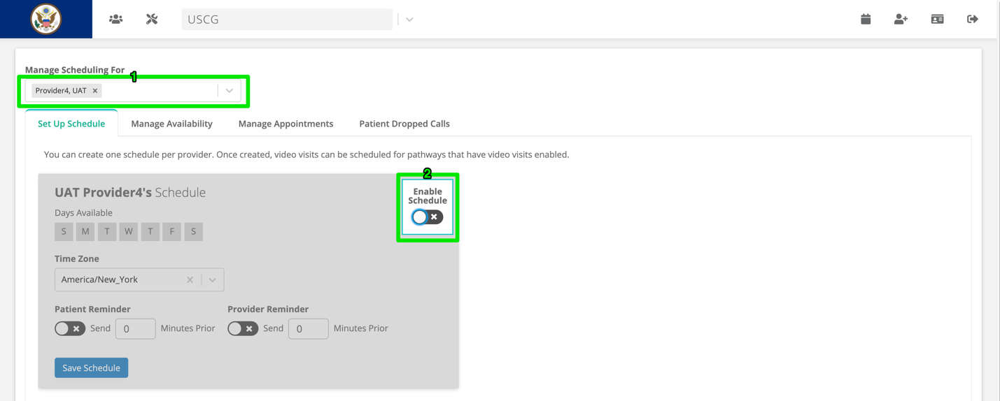 USCG
Manage Scheduling For
1
Provider4, UAT ×
Set Up Schedule Manage Availability Manage Appointments Patient Dropped Calls
You can create one schedule per provider. Once created, video visits can be scheduled for pathways that have video visits enabled.
2
UAT Provider4's Schedule
Enable
Schedule
Days Available
S M T W T F S
Time Zone
America/New_York
Patient Reminder Provider Reminder
Send 0 Minutes Prior Send 0 Minutes Prior
Save Schedule